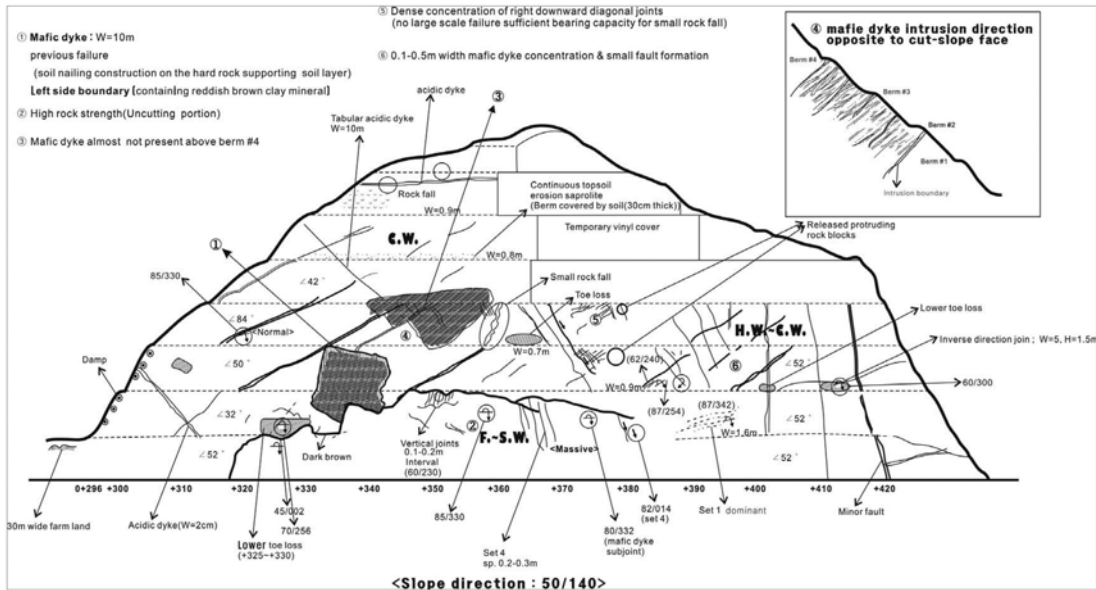 ① Mafic dyke : W=10m
previous failure
(soil nailing construction on the hard rock supporting soil layer)
Left side boundary (containing reddish brown clay mineral)
② High rock strength(Uncutting portion)
③ Mafic dyke almost not present above berm #4
⑤ Dense concentration of right downward diagonal joints
(no large scale failure sufficient bearing capacity for small rock fall)
⑥ 0.1-0.5m width mafic dyke concentration & small fault formation
④ mafie dyke intrusion direction
opposite to cut-slope face
Berm #4
Berm #3
Berm #2
Berm #1
Intrusion boundary
acidic dyke
③
Tabular acidic dyke
W=10m
Rock fall
W=0.9m
Continuous topsoil
erosion saprolite
(Berm covered by soil(30cm thick))
Temporary vinyl cover
Released protruding
rock blocks
C.W.
W=0.8m
①
85/330
∠42°
Small rock fall
Toe loss
∠84°
<Normal>
④
⑤
H.W.~C.W.
Lower toe loss
Inverse direction join ; W=5, H=1.5m
W=0.7m
Damp
∠50°
(62/240)
⑥
∠52°
W=0.9m
60/300
(87/254)
(87/342)
∠32°
②
F.~S.W.
W=1.6m
∠52°
Vertical joints
0.1-0.2m
Interval
(60/230)
<Massive>
∠52°
Dark brown
∠52°
0+296 +300 +310 +320 +330 +340 +350 +360 +370 +380 +390 +400 +410 +420
30m wide farm land
Acidic dyke(W=2cm)
45/002
70/256
Lower toe loss
(+325~+330)
85/330
Set 4
sp. 0.2-0.3m
80/332
(mafic dyke
subjoint)
82/014
(set 4)
Set 1 dominant
Minor fault
<Slope direction : 50/140>